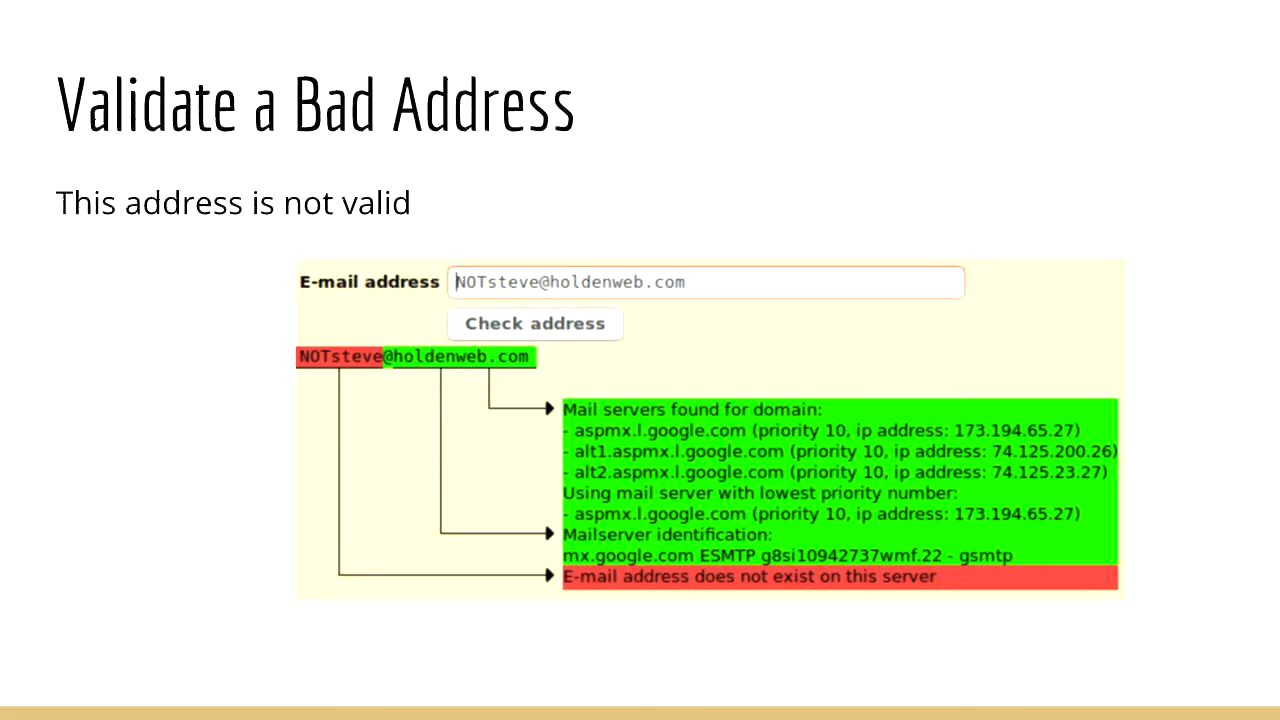 Validate a Bad Address
This address is not valid
E-mail address NOTsteve@holdenweb.com
Check address
NOTsteve@holdenweb.com
Mail servers found for domain:
- aspmx.l.google.com (priority 10, ip address: 173.194.65.27)
- alt1.aspmx.l.google.com (priority 10, ip address: 74.125.200.26)
- alt2.aspmx.l.google.com (priority 10, ip address: 74.125.23.27)
Using mail server with lowest priority number:
- aspmx.l.google.com (priority 10, ip address: 173.194.65.27)
Mailserver identification:
mx.google.com ESMTP g8si10942737wmf.22 - gsmtp
E-mail address does not exist on this server